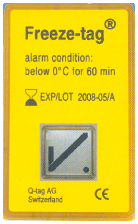 Freeze-tag®
alarm condition:
below 0°C for 60 min
EXP/LOT 2008-05/A
Q-tag AG
Switzerland
CE